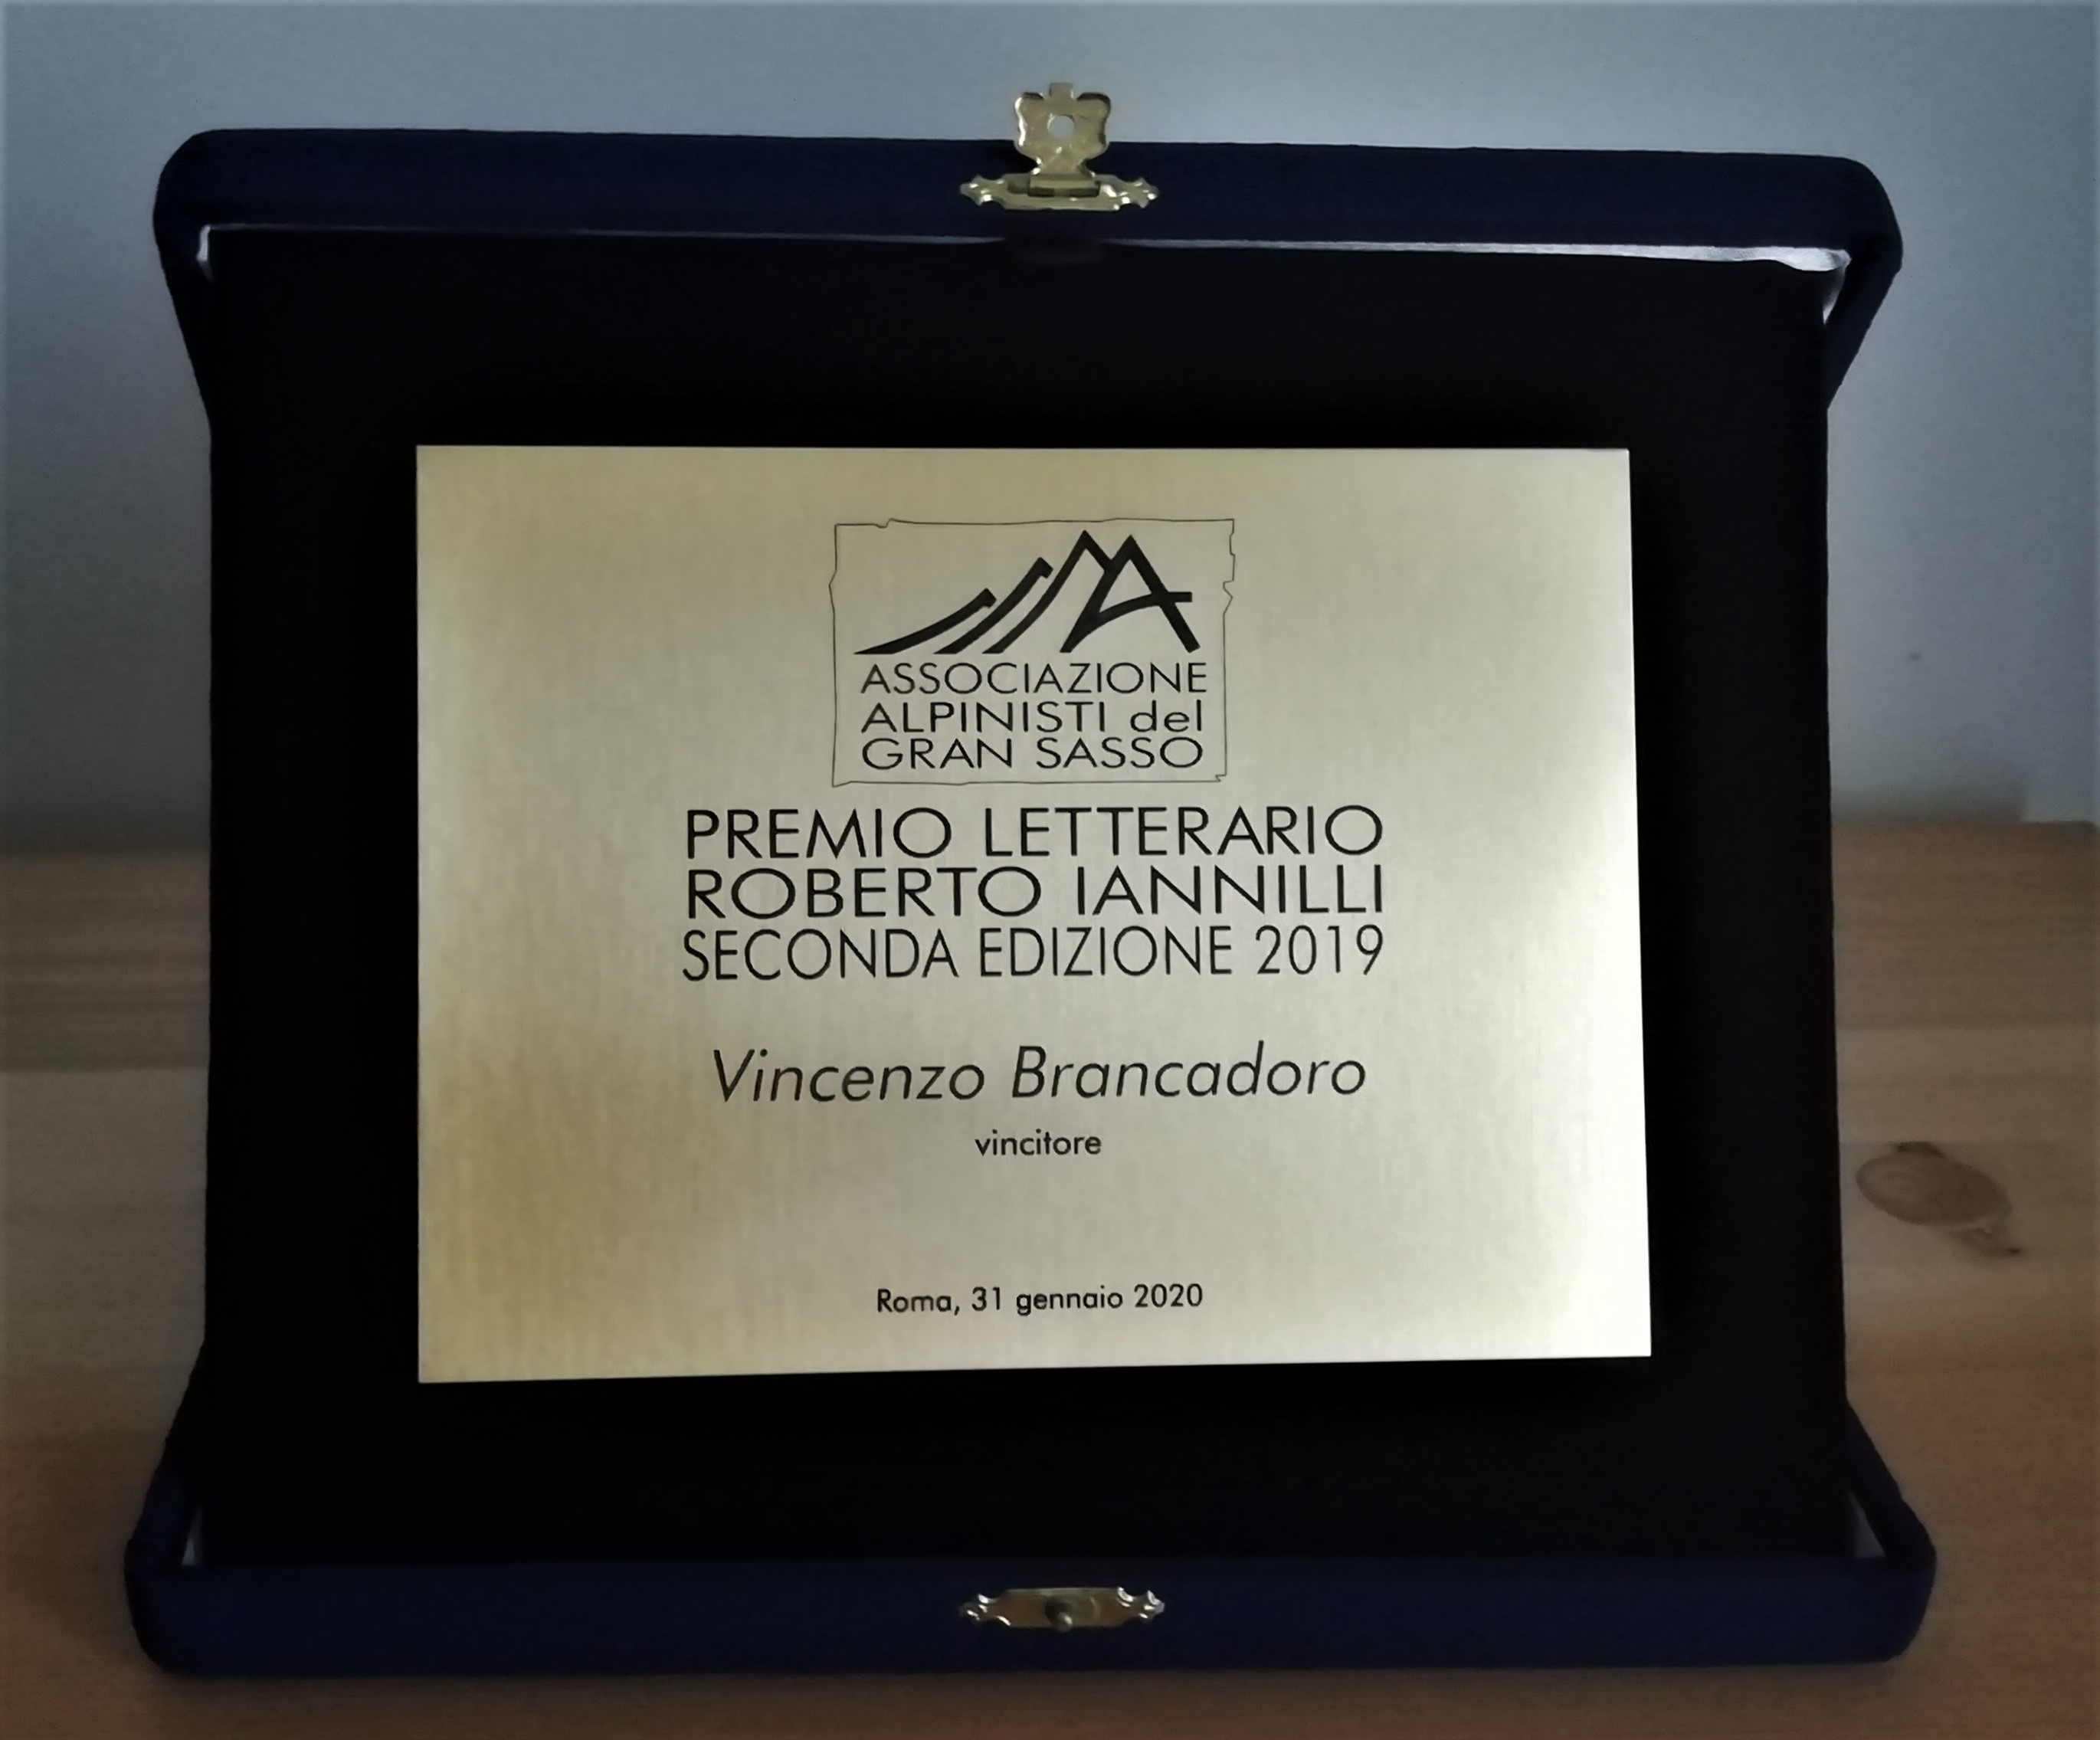 ASSOCIAZIONE
ALPINISTI del
GRAN SASSO
PREMIO LETTERARIO
ROBERTO IANNILLI
SECONDA EDIZIONE 2019
Vincenzo Brancadoro
vincitore
Roma, 31 gennaio 2020